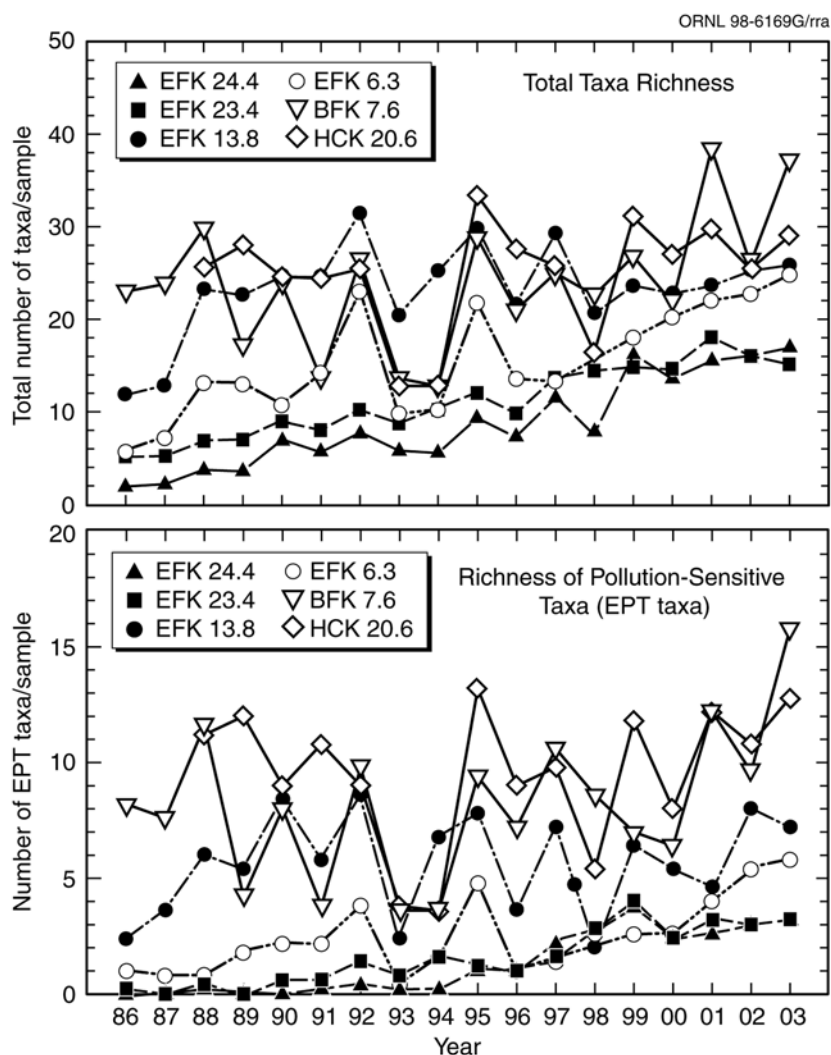 ORNL 98-6169G/rra
50
40
30
20
10
0
Total number of taxa/sample
EFK 24.4 EFK 6.3
EFK 23.4 BFK 7.6
EFK 13.8 HCK 20.6
Total Taxa Richness
20
15
10
5
0
Number of EPT taxa/sample
EFK 24.4 EFK 6.3
EFK 23.4 BFK 7.6
EFK 13.8 HCK 20.6
Richness of Pollution-Sensitive
Taxa (EPT taxa)
86 87 88 89 90 91 92 93 94 95 96 97 98 99 00 01 02 03
Year